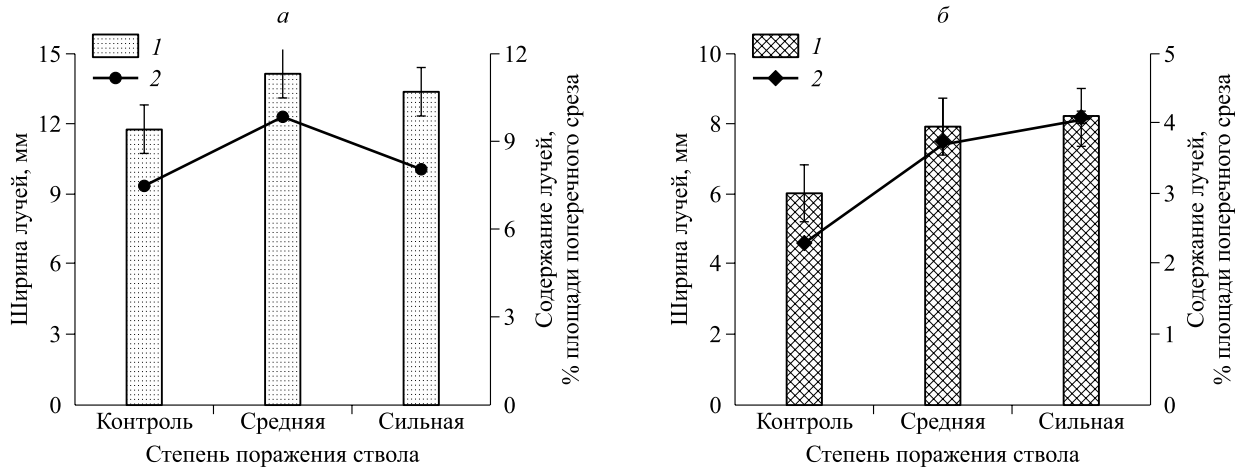 а
1
2
15
12
9
6
3
0
Ширина лучей, мм
12
9
6
3
0
Содержание лучей,
% площади поперечного среза
Контроль Средняя Сильная
Степень поражения ствола
б
1
2
10
8
6
4
2
0
Ширина лучей, мм
5
4
3
2
1
0
Содержание лучей,
% площади поперечного среза
Контроль Средняя Сильная
Степень поражения ствола